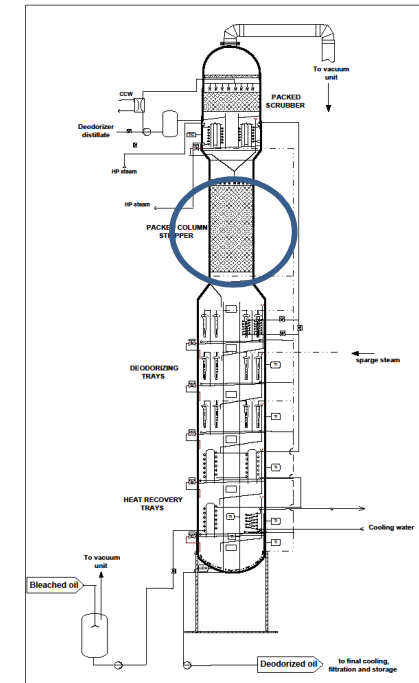 To vacuum
unit
CCW
PACKED
SCRUBBER
Deodorizer
distillate
HP steam
HP steam
PACKED COLUMN
STRIPPER
sparge steam
DEODORIZING
TRAYS
HEAT RECOVERY
TRAYS
Cooling water
To vacuum
unit
Bleached oil
Deodorized oil
to final cooling,
filtration and storage